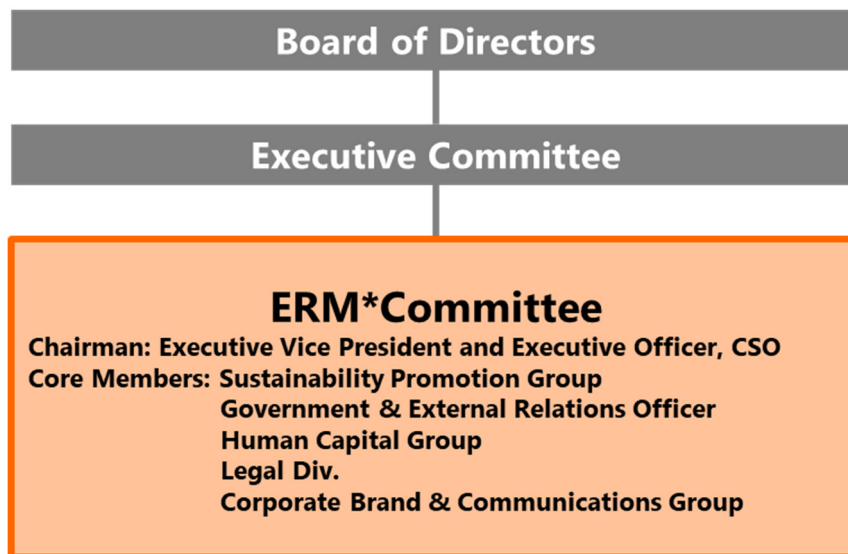 Board of Directors
Executive Committee
ERM*Committee
Chairman: Executive Vice President and Executive Officer, CSO
Core Members: Sustainability Promotion Group
Government & External Relations Officer
Human Capital Group
Legal Div.
Corporate Brand & Communications Group